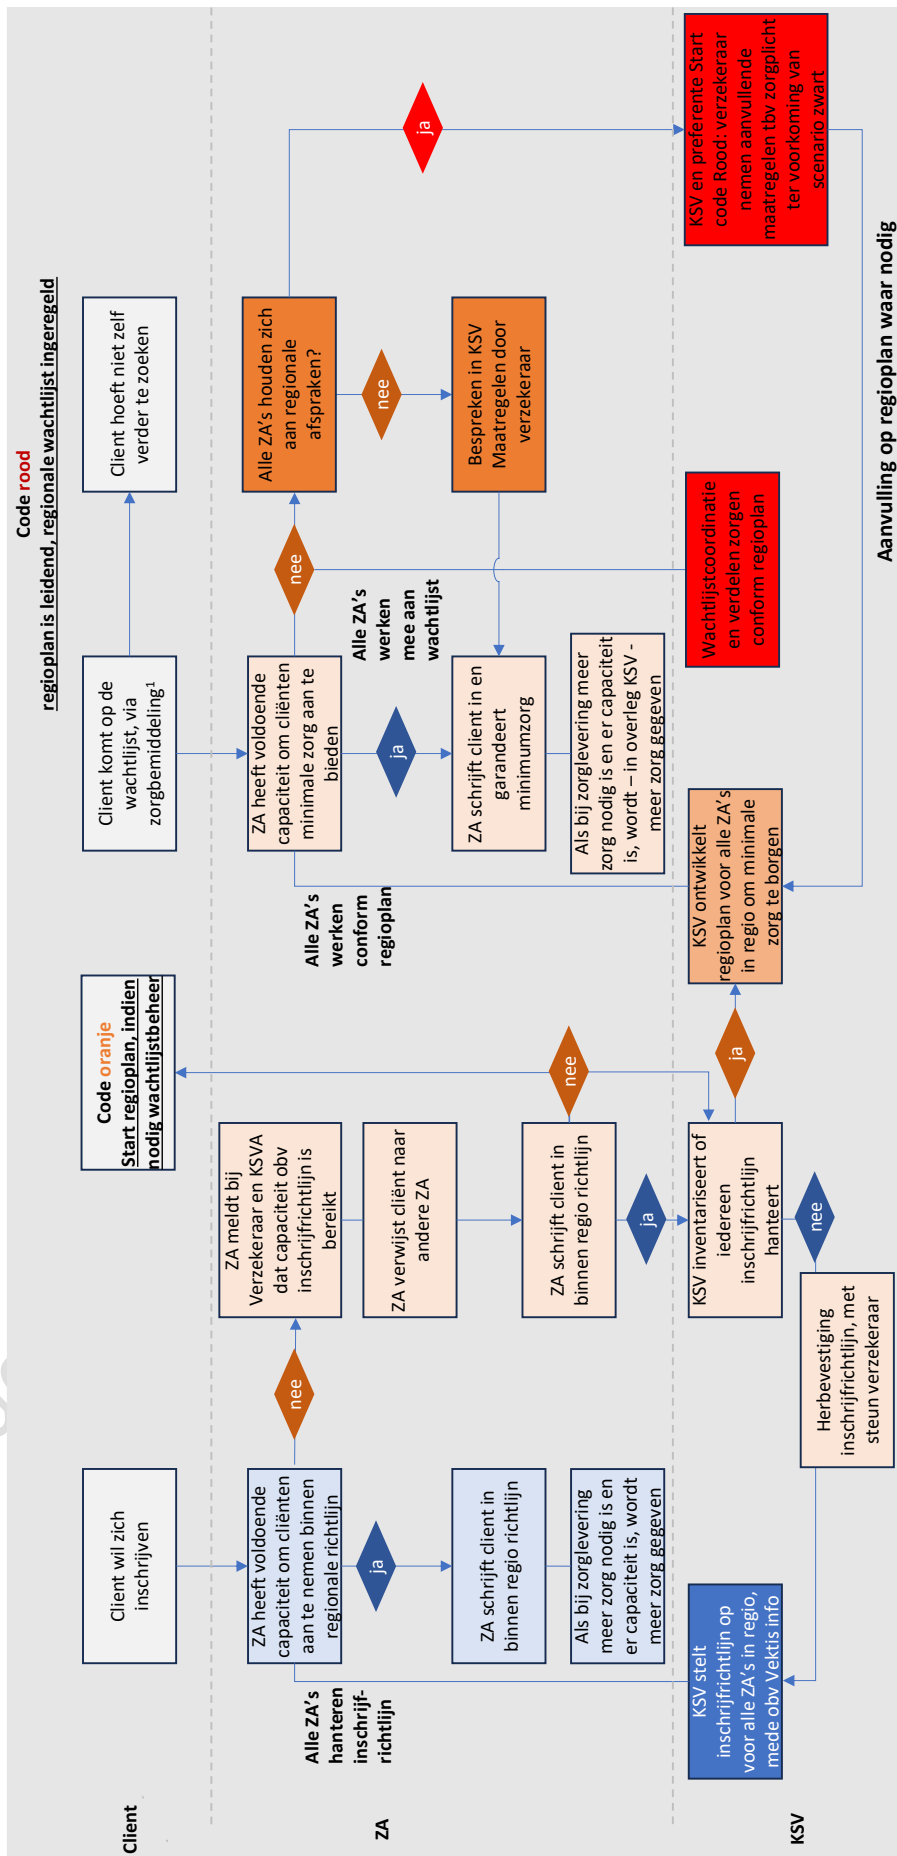 Client
ZA
KSV
Client wil zich
inschrijven
ZA heeft voldoende
capaciteit om cliënten
aan te nemen binnen
regionale richtlijn
nee
ja
ZA schrijft client in
binnen regio richtlijn
Als bij zorglevering
meer zorg nodig is en
er capaciteit is, wordt
meer zorg gegeven
Alle ZA's
hanteren
inschrijf-
richtlijn
KSV stelt
inschrijfrichtlijn op
voor alle ZA's in regio,
mede obv Vektis info
Code oranje
Start regioplan, indien
nodig wachtlijstbeheer
ZA meldt bij
Verzekeraar en KSVA
dat capaciteit obv
inschrijfrichtlijn is
bereikt
ZA verwijst cliënt naar
andere ZA
ZA schrijft client in
binnen regio richtlijn
nee
ja
KSV inventariseert of
iedereen
inschrijfrichtlijn
hanteert
ja
nee
Herbevestiging
inschrijfrichtlijn, met
steun verzekeraar
Code rood
regioplan is leidend, regionale wachtlijst ingeregeld
Client komt op de
wachtlijst, via
zorgbemiddeling¹
Client hoeft niet zelf
verder te zoeken
ZA heeft voldoende
capaciteit om cliënten
minimale zorg aan te
bieden
nee
ja
Alle ZA's houden zich
aan regionale
afspraken?
ja
nee
Alle ZA's
werken
conform
regioplan
Alle ZA's
werken
mee aan
wachtlijst
ZA schrijft client in en
garandeert
minimumzorg
Bespreken in KSV
Maatregelen door
verzekeraar
Als bij zorglevering meer
zorg nodig is en er capaciteit
is, wordt – in overleg KSV -
meer zorg gegeven
KSV ontwikkelt
regioplan voor alle ZA's
in regio om minimale
zorg te borgen
Wachtlijstcoordinatie
en verdelen zorgen
conform regioplan
KSV en preferente Start
code Rood: verzekeraar
nemen aanvullende
maatregelen tbv zorgplicht
ter voorkoming van
scenario zwart
Aanvulling op regioplan waar nodig